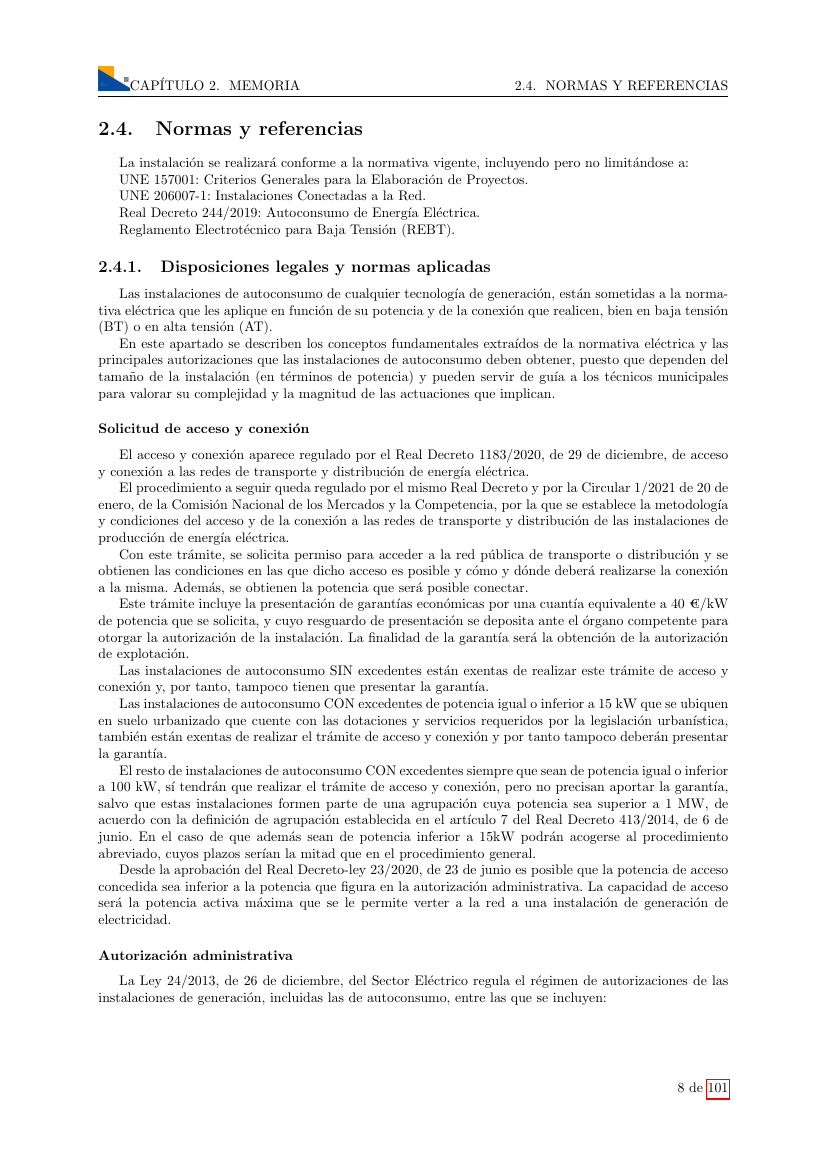 CAPÍTULO 2. MEMORIA 2.4. NORMAS Y REFERENCIAS
2.4. Normas y referencias
La instalación se realizará conforme a la normativa vigente, incluyendo pero no limitándose a:
UNE 157001: Criterios Generales para la Elaboración de Proyectos.
UNE 206007-1: Instalaciones Conectadas a la Red.
Real Decreto 244/2019: Autoconsumo de Energía Eléctrica.
Reglamento Electrotécnico para Baja Tensión (REBT).
2.4.1. Disposiciones legales y normas aplicadas
Las instalaciones de autoconsumo de cualquier tecnología de generación, están sometidas a la norma-
tiva eléctrica que les aplique en función de su potencia y de la conexión que realicen, bien en baja tensión
(BT) o en alta tensión (AT).
En este apartado se describen los conceptos fundamentales extraídos de la normativa eléctrica y las
principales autorizaciones que las instalaciones de autoconsumo deben obtener, puesto que dependen del
tamaño de la instalación (en términos de potencia) y pueden servir de guía a los técnicos municipales
para valorar su complejidad y la magnitud de las actuaciones que implican.
Solicitud de acceso y conexión
El acceso y conexión aparece regulado por el Real Decreto 1183/2020, de 29 de diciembre, de acceso
y conexión a las redes de transporte y distribución de energía eléctrica.
El procedimiento a seguir queda regulado por el mismo Real Decreto y por la Circular 1/2021 de 20 de
enero, de la Comisión Nacional de los Mercados y la Competencia, por la que se establece la metodología
y condiciones del acceso y de la conexión a las redes de transporte y distribución de las instalaciones de
producción de energía eléctrica.
Con este trámite, se solicita permiso para acceder a la red pública de transporte o distribución y se
obtienen las condiciones en las que dicho acceso es posible y cómo y dónde deberá realizarse la conexión
a la misma. Además, se obtienen la potencia que será posible conectar.
Este trámite incluye la presentación de garantías económicas por una cuantía equivalente a 40 €/kW
de potencia que se solicita, y cuyo resguardo de presentación se deposita ante el órgano competente para
otorgar la autorización de la instalación. La finalidad de la garantía será la obtención de la autorización
de explotación.
Las instalaciones de autoconsumo SIN excedentes están exentas de realizar este trámite de acceso y
conexión y, por tanto, tampoco tienen que presentar la garantía.
Las instalaciones de autoconsumo CON excedentes de potencia igual o inferior a 15 kW que se ubiquen
en suelo urbanizado que cuente con las dotaciones y servicios requeridos por la legislación urbanística,
también están exentas de realizar el trámite de acceso y conexión y por tanto tampoco deberán presentar
la garantía.
El resto de instalaciones de autoconsumo CON excedentes siempre que sean de potencia igual o inferior
a 100 kW, sí tendrán que realizar el trámite de acceso y conexión, pero no precisan aportar la garantía,
salvo que estas instalaciones formen parte de una agrupación cuya potencia sea superior a 1 MW, de
acuerdo con la definición de agrupación establecida en el artículo 7 del Real Decreto 413/2014, de 6 de
junio. En el caso de que además sean de potencia inferior a 15kW podrán acogerse al procedimiento
abreviado, cuyos plazos serían la mitad que en el procedimiento general.
Desde la aprobación del Real Decreto-ley 23/2020, de 23 de junio es posible que la potencia de acceso
concedida sea inferior a la potencia que figura en la autorización administrativa. La capacidad de acceso
será la potencia activa máxima que se le permite verter a la red a una instalación de generación de
electricidad.
Autorización administrativa
La Ley 24/2013, de 26 de diciembre, del Sector Eléctrico regula el régimen de autorizaciones de las
instalaciones de generación, incluidas las de autoconsumo, entre las que se incluyen:
8 de 101